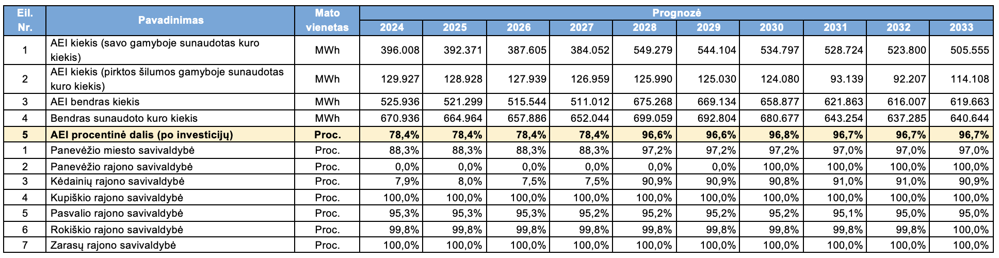 Eil. Nr. Pavadinimas Mato vienetas Prognozė
2024 2025 2026 2027 2028 2029 2030 2031 2032 2033
1 AEI kiekis (savo gamyboje sunaudotas kuro kiekis) MWh 396.008 392.371 387.605 384.052 549.279 544.104 534.797 528.724 523.800 505.555
2 AEI kiekis (pirktos šilumos gamyboje sunaudotas kuro kiekis) MWh 129.927 128.928 127.939 126.959 125.990 125.030 124.080 93.139 92.207 114.108
3 AEI bendras kiekis MWh 525.936 521.299 515.544 511.012 675.268 669.134 658.877 621.863 616.007 619.663
4 Bendras sunaudoto kuro kiekis MWh 670.936 664.964 657.886 652.044 699.059 692.804 680.677 643.254 637.285 640.644
5 AEI procentinė dalis (po investicijų) Proc. 78,4% 78,4% 78,4% 78,4% 96,6% 96,6% 96,8% 96,7% 96,7% 96,7%
1 Panevėžio miesto savivaldybė Proc. 88,3% 88,3% 88,3% 88,3% 97,2% 97,2% 97,2% 97,0% 97,0% 97,0%
2 Panevėžio rajono savivaldybė Proc. 0,0% 0,0% 0,0% 0,0% 0,0% 0,0% 100,0% 100,0% 100,0% 100,0%
3 Kėdainių rajono savivaldybė Proc. 7,9% 8,0% 7,5% 7,5% 90,9% 90,9% 90,8% 91,0% 91,0% 90,9%
4 Kupiškio rajono savivaldybė Proc. 100,0% 100,0% 100,0% 100,0% 100,0% 100,0% 100,0% 100,0% 100,0% 100,0%
5 Pasvalio rajono savivaldybė Proc. 95,3% 95,3% 95,3% 95,2% 95,2% 95,2% 95,2% 95,1% 95,0% 95,0%
6 Rokiškio rajono savivaldybė Proc. 99,8% 99,8% 99,8% 99,8% 99,8% 99,8% 99,8% 99,8% 99,8% 100,0%
7 Zarasų rajono savivaldybė Proc. 100,0% 100,0% 100,0% 100,0% 100,0% 100,0% 100,0% 100,0% 100,0% 100,0%